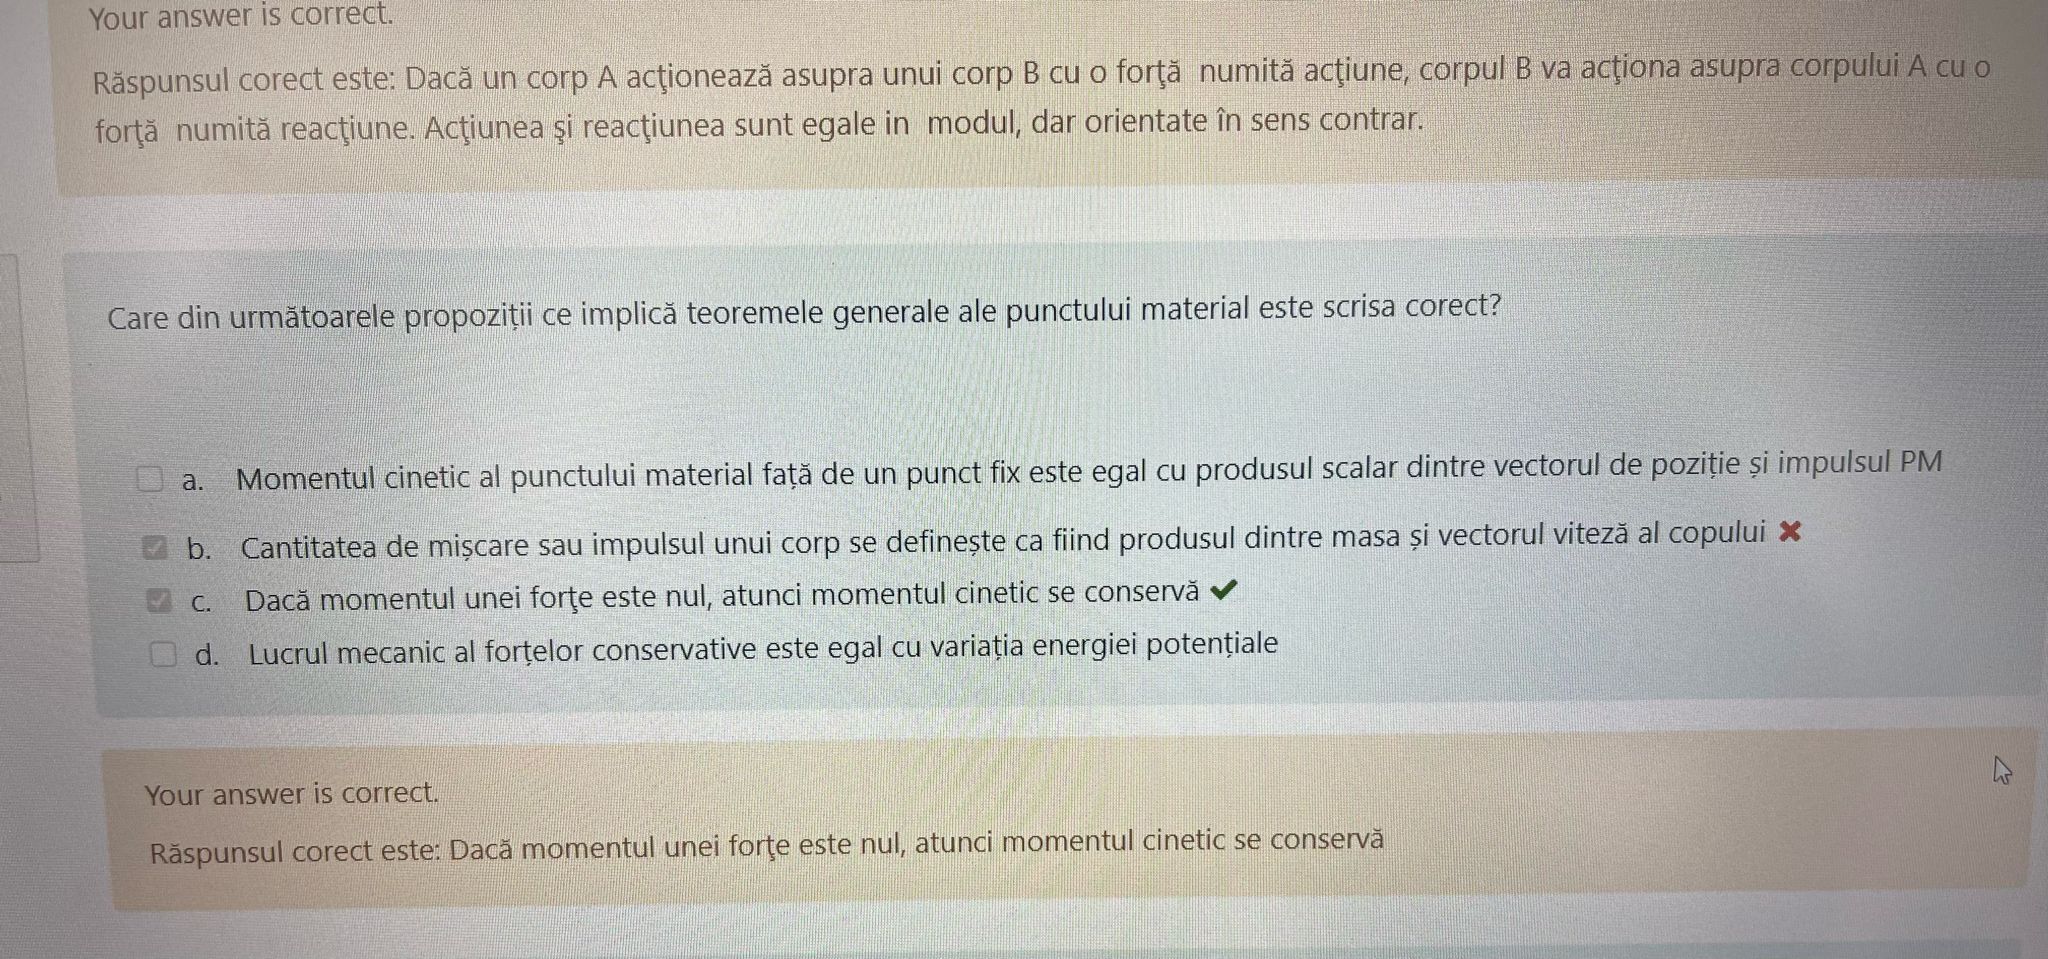 Your answer is correct.
Răspunsul corect este: Dacă un corp A acţionează asupra unui corp B cu o forţă numită acţiune, corpul B va acţiona asupra corpului A cu o
forţă numită reacţiune. Acţiunea şi reacţiunea sunt egale in modul, dar orientate în sens contrar.
Care din următoarele propoziții ce implică teoremele generale ale punctului material este scrisa corect?
a. Momentul cinetic al punctului material față de un punct fix este egal cu produsul scalar dintre vectorul de poziție și impulsul PM
b. Cantitatea de mișcare sau impulsul unui corp se definește ca fiind produsul dintre masa și vectorul viteză al copului
c. Dacă momentul unei forţe este nul, atunci momentul cinetic se conservă
d. Lucrul mecanic al forțelor conservative este egal cu variația energiei potențiale
Your answer is correct.
Răspunsul corect este: Dacă momentul unei forţe este nul, atunci momentul cinetic se conservă